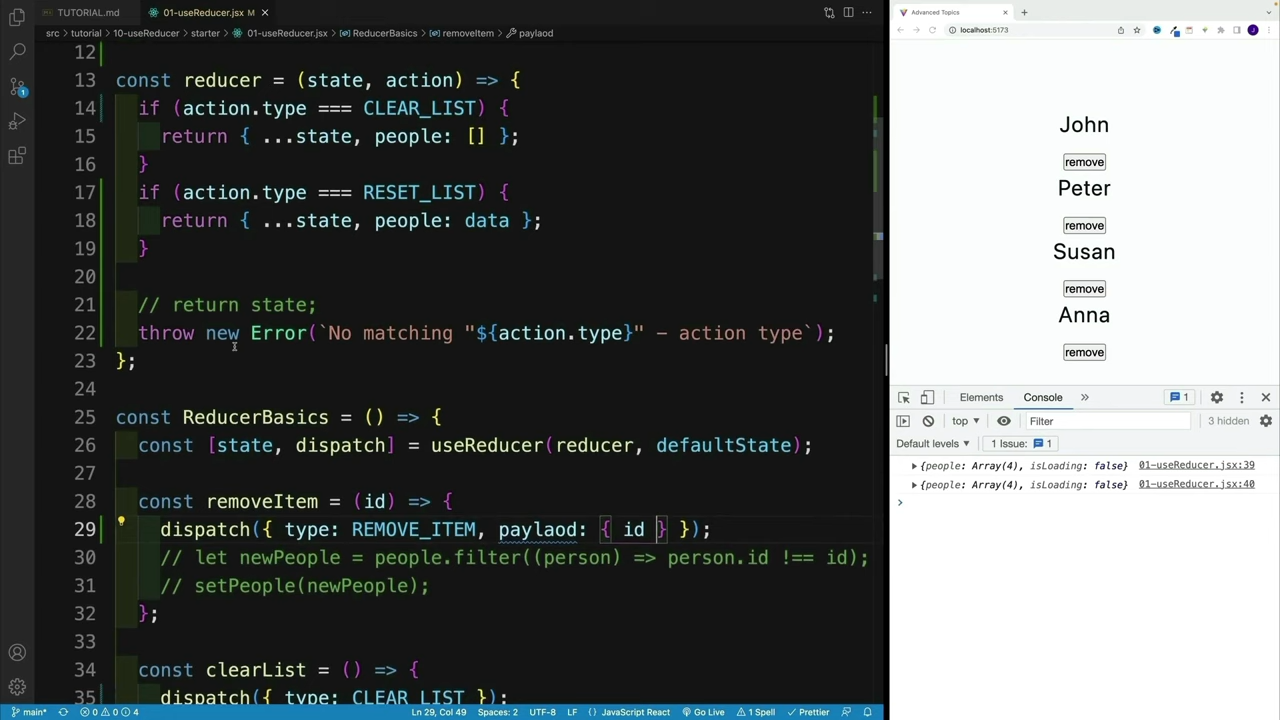 TUTORIAL.md
01-useReducer.jsx M
src > tutorial > 10-useReducer > starter > 01-useReducer.jsx > ReducerBasics > removeItem > paylaod
12
13 const reducer = (state, action) => {
14 if (action.type === CLEAR_LIST) {
15 return { ...state, people: [] };
16 }
17 if (action.type === RESET_LIST) {
18 return { ...state, people: data };
19 }
20
21 // return state;
22 throw new Error(`No matching "${action.type}" - action type`);
23 };
24
25 const ReducerBasics = () => {
26 const [state, dispatch] = useReducer(reducer, defaultState);
27
28 const removeItem = (id) => {
29 dispatch({ type: REMOVE_ITEM, paylaod: { id } });
30 // let newPeople = people.filter((person) => person.id !== id);
31 // setPeople(newPeople);
32 };
33
34 const clearList = () => {
35 dispatch({ type: CLEAR_LIST });
1
main* 0 0 4
Ln 29, Col 49 Spaces: 2 UTF-8 LF JavaScript React Go Live 1 Spell Prettier
Advanced Topics
localhost:5173
J
John
remove
Peter
remove
Susan
remove
Anna
remove
Elements Console 1
top Filter 3 hidden
Default levels 1 Issue: 1
{people: Array(4), isLoading: false} 01-useReducer.jsx:39
{people: Array(4), isLoading: false} 01-useReducer.jsx:40